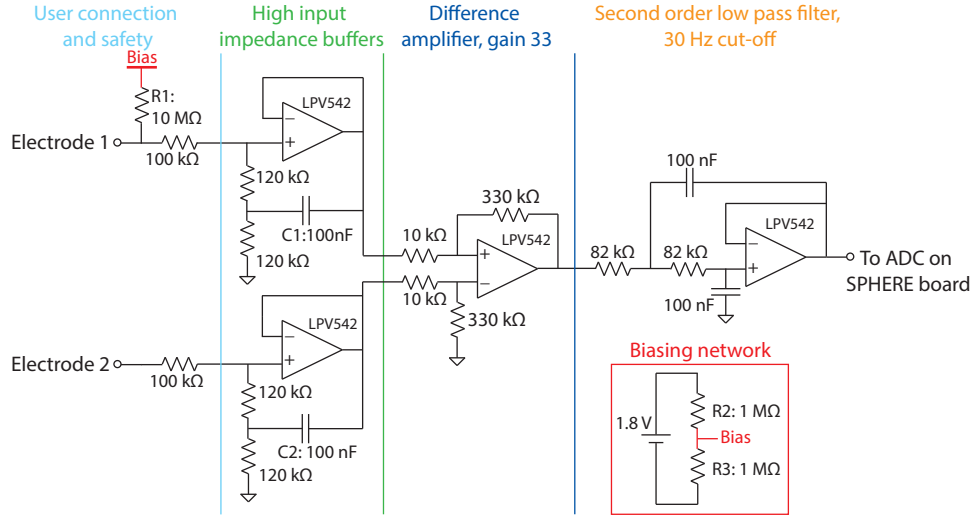 User connection
and safety
High input
impedance buffers
Difference
amplifier, gain 33
Second order low pass filter,
30 Hz cut-off
Bias
R1:
10 MΩ
Electrode 1
100 kΩ
LPV542
+
120 kΩ
C1:100nF
120 kΩ
10 kΩ
330 kΩ
LPV542
+
10 kΩ
330 kΩ
82 kΩ
82 kΩ
100 nF
LPV542
+
100 nF
To ADC on
SPHERE board
Electrode 2
100 kΩ
LPV542
+
120 kΩ
C2: 100 nF
120 kΩ
Biasing network
1.8 V
R2: 1 MΩ
Bias
R3: 1 MΩ